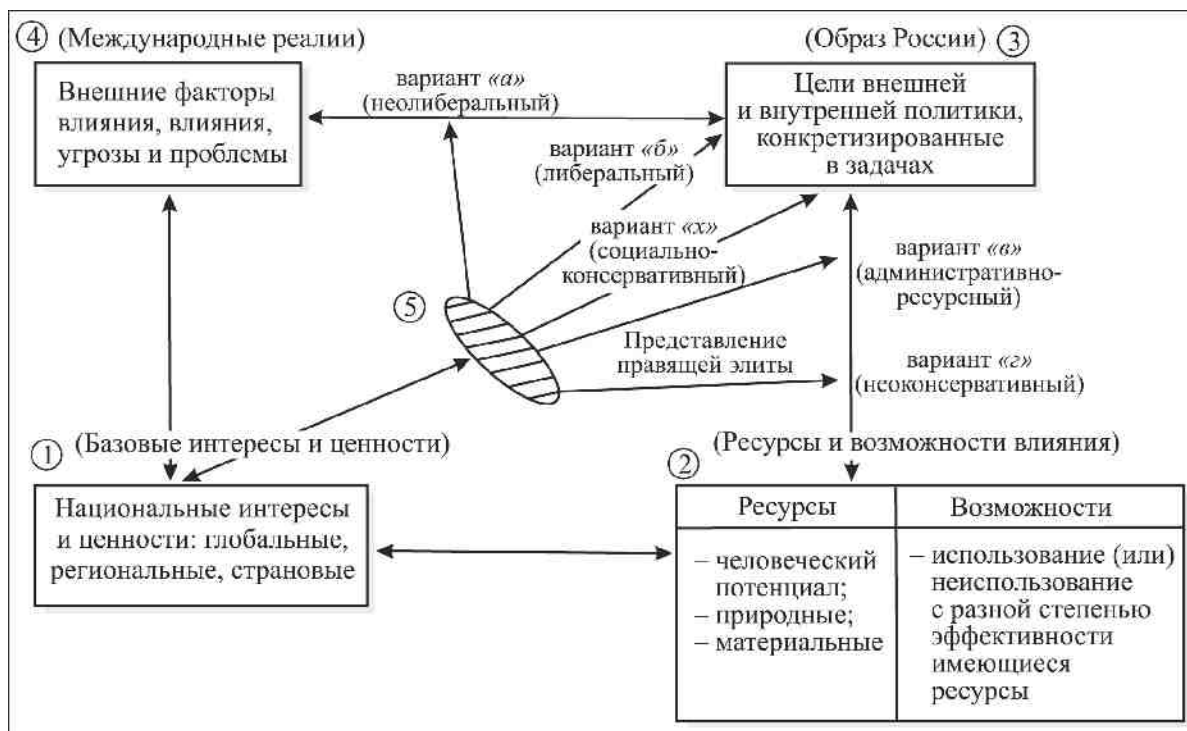 ④ (Международные реалии)
Внешние факторы
влияния, влияния,
угрозы и проблемы
вариант «а»
(неолиберальный)
(Образ России) ③
Цели внешней
и внутренней политики,
конкретизированные
в задачах
вариант «б»
(либеральный)
вариант «х»
(социально-
консервативный)
вариант «в»
(административно-
ресурсный)
⑤
Представление
правящей элиты
вариант «г»
(неоконсервативный)
① (Базовые интересы и ценности)
Национальные интересы
и ценности: глобальные,
региональные, страновые
(Ресурсы и возможности влияния)
②
Ресурсы
– человеческий
потенциал;
– природные;
– материальные
Возможности
– использование (или)
неиспользование
с разной степенью
эффективности
имеющиеся
ресурсы